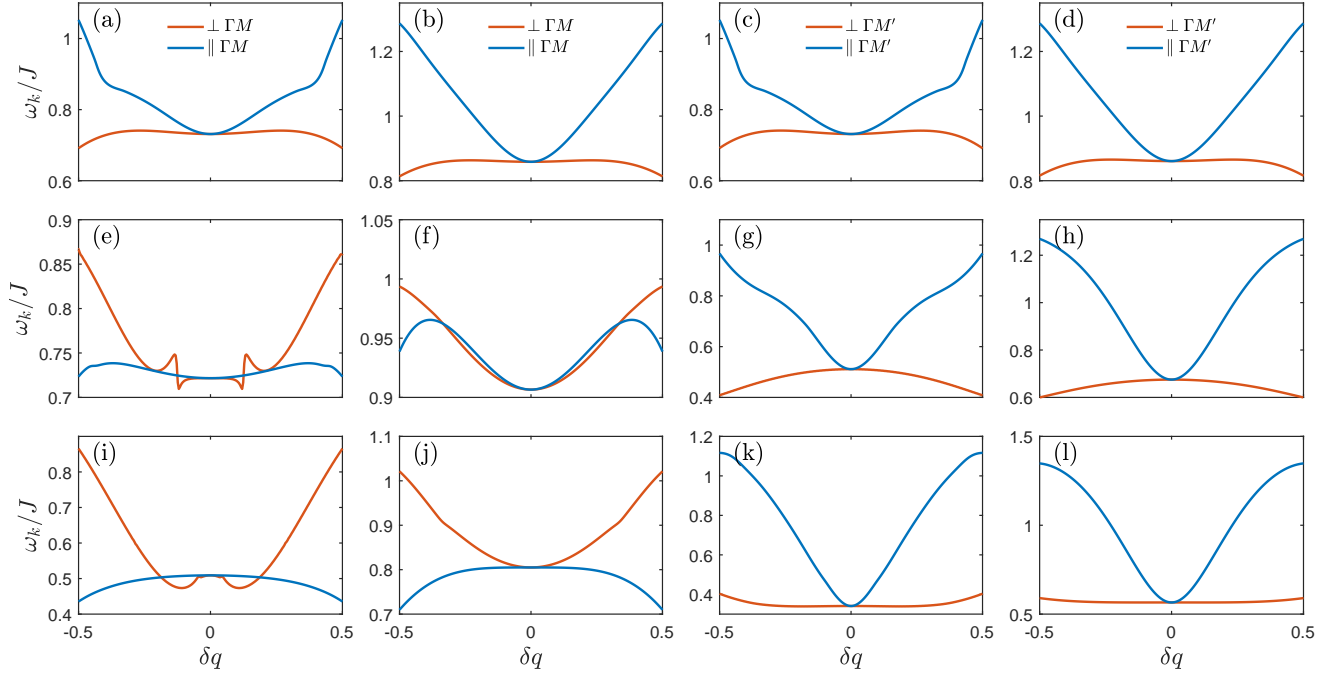 (a) ⊥ ΓM ∥ ΓM
(b) ⊥ ΓM ∥ ΓM
(c) ⊥ ΓM′ ∥ ΓM′
(d) ⊥ ΓM′ ∥ ΓM′
ω_k/J
1 0.8 0.6
1.2 1 0.8
1 0.8 0.6
1.2 1 0.8
(e) (f) (g) (h)
ω_k/J
0.9 0.85 0.8 0.75 0.7
1.05 1 0.95 0.9
1 0.8 0.6 0.4
1.2 1 0.8 0.6
(i) (j) (k) (l)
ω_k/J
0.8 0.7 0.6 0.5 0.4
1.1 1 0.9 0.8 0.7
1.2 1 0.8 0.6 0.4
1.5 1 0.5
-0.5 0 0.5 -0.5 0 0.5 -0.5 0 0.5 -0.5 0 0.5
δq δq δq δq